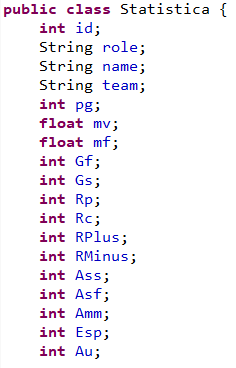 public class Statistica {
int id;
String role;
String name;
String team;
int pg;
float mv;
float mf;
int Gf;
int Gs;
int Rp;
int Rc;
int RPlus;
int RMinus;
int Ass;
int Asf;
int Amm;
int Esp;
int Au;